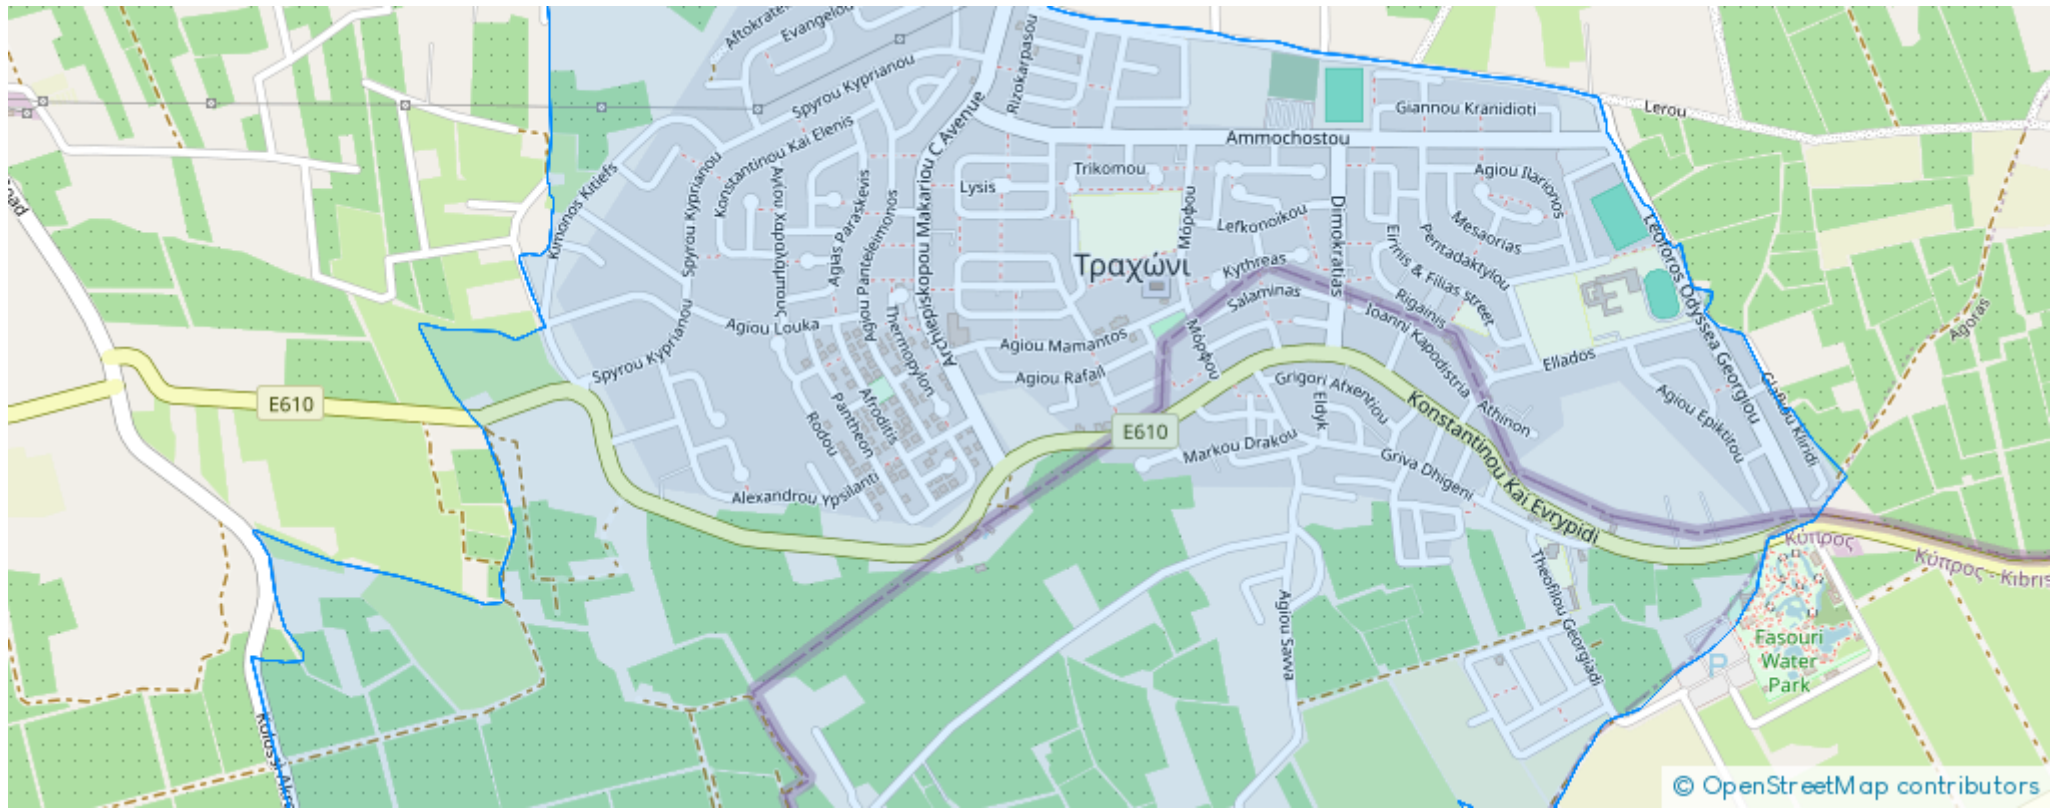 Evangelou
Spyrou Kyprianou
Rizokarpasou
Konstantinou Kai Elenis
Archiepiskopou Makariou C Avenue
Giannou Kranidioti
Lerou
Ammochostou
Kimonos Kitiefs
Spyrou Kyprianou
Αγίου Χαραλάμπους
Agias Paraskevis
Agiou Panteleimonos
Lysis
Trikomou
Μόρφου
Lefkonoikou
Dimokratias
Agiou Ilarionos
Mesaorias
Pentadaktylou
Eirinis & Filias street
Leoforos Odyssea Georgiou
Τραχώνι
Kythreas
Salaminas
Rigainis
Ioanni Kapodistria
Agoras
Agiou Louka
Thermopylon
Agiou Mamantos
Μόρφου
Ellados
Spyrou Kyprianou
Agiou Rafail
Grigori Afxentiou
Eldyk
Glafkou Kliridi
Agiou Epiktitou
E610
Rodou
Pantheon
Afroditis
E610
Markou Drakou
Griva Dhigeni
Athinon
Konstantinou Kai Evrypidi
Alexandrou Ypsilanti
Κύπρος
Κύπρος - Kıbrıs
Agiou Savva
Theofilou Georgiadi
Fasouri
Water
Park
P
© OpenStreetMap contributors